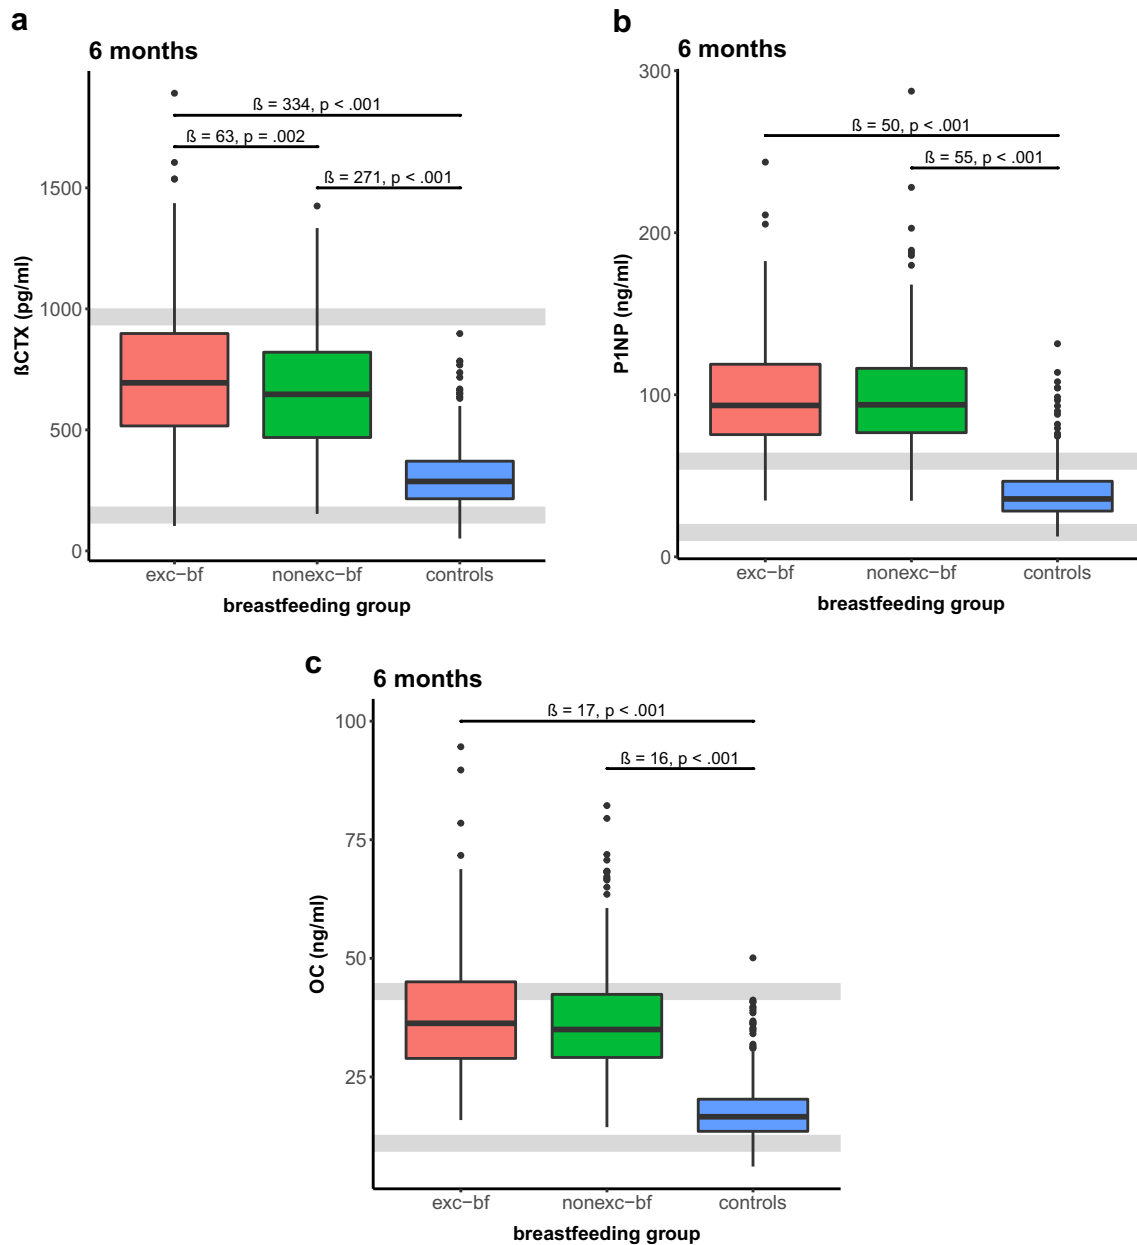 a
6 months
ß = 334, p < .001
ß = 63, p = .002
ß = 271, p < .001
1500
1000
500
0
ßCTX (pg/ml)
exc−bf nonexc−bf controls
breastfeeding group
b
6 months
ß = 50, p < .001
ß = 55, p < .001
300
200
100
0
P1NP (ng/ml)
exc−bf nonexc−bf controls
breastfeeding group
c
6 months
ß = 17, p < .001
ß = 16, p < .001
100
75
50
25
OC (ng/ml)
exc−bf nonexc−bf controls
breastfeeding group